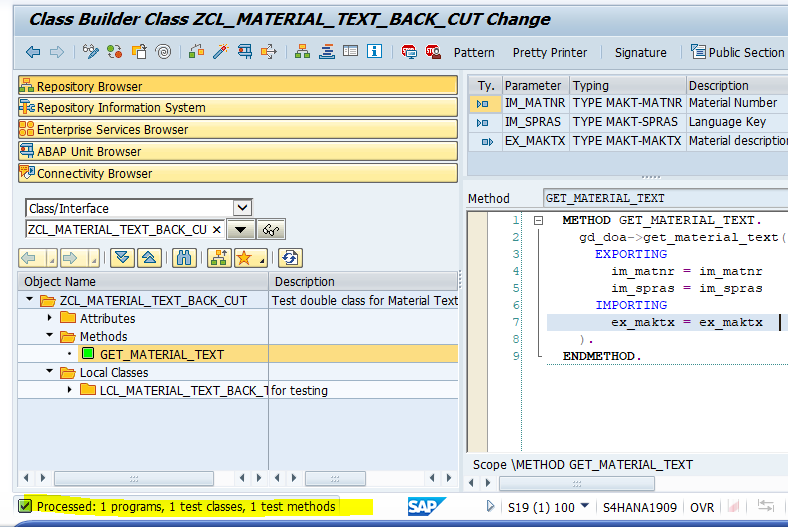 Class Builder Class ZCL_MATERIAL_TEXT_BACK_CUT Change
Pattern Pretty Printer Signature Public Section
Repository Browser
Repository Information System
Enterprise Services Browser
ABAP Unit Browser
Connectivity Browser
Class/Interface
ZCL_MATERIAL_TEXT_BACK_CU
Object Name Description
ZCL_MATERIAL_TEXT_BACK_CUT Test double class for Material Text
Attributes
Methods
GET_MATERIAL_TEXT
Local Classes
LCL_MATERIAL_TEXT_BACK_T for testing
Ty. Parameter Typing Description
IM_MATNR TYPE MAKT-MATNR Material Number
IM_SPRAS TYPE MAKT-SPRAS Language Key
EX_MAKTX TYPE MAKT-MAKTX Material description
Method GET_MATERIAL_TEXT
1 METHOD GET_MATERIAL_TEXT.
2 gd_doa->get_material_text(
3 EXPORTING
4 im_matnr = im_matnr
5 im_spras = im_spras
6 IMPORTING
7 ex_maktx = ex_maktx
8 ).
9 ENDMETHOD.
Scope \METHOD GET_MATERIAL_TEXT
Processed: 1 programs, 1 test classes, 1 test methods
SAP S19 (1) 100 S4HANA1909 OVR